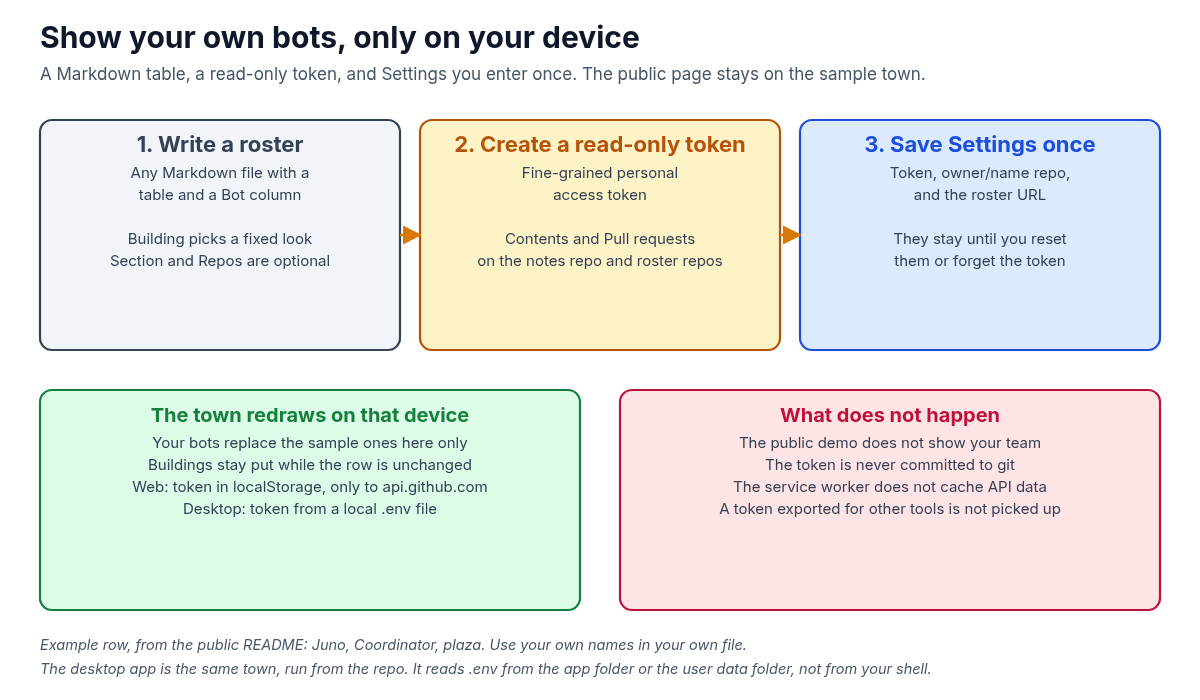 Show your own bots, only on your device
A Markdown table, a read-only token, and Settings you enter once. The public page stays on the sample town.
1. Write a roster
Any Markdown file with a
table and a Bot column
Building picks a fixed look
Section and Repos are optional
2. Create a read-only token
Fine-grained personal
access token
Contents and Pull requests
on the notes repo and roster repos
3. Save Settings once
Token, owner/name repo,
and the roster URL
They stay until you reset
them or forget the token
The town redraws on that device
Your bots replace the sample ones here only
Buildings stay put while the row is unchanged
Web: token in localStorage, only to api.github.com
Desktop: token from a local .env file
What does not happen
The public demo does not show your team
The token is never committed to git
The service worker does not cache API data
A token exported for other tools is not picked up
Example row, from the public README: Juno, Coordinator, plaza. Use your own names in your own file.
The desktop app is the same town, run from the repo. It reads .env from the app folder or the user data folder, not from your shell.